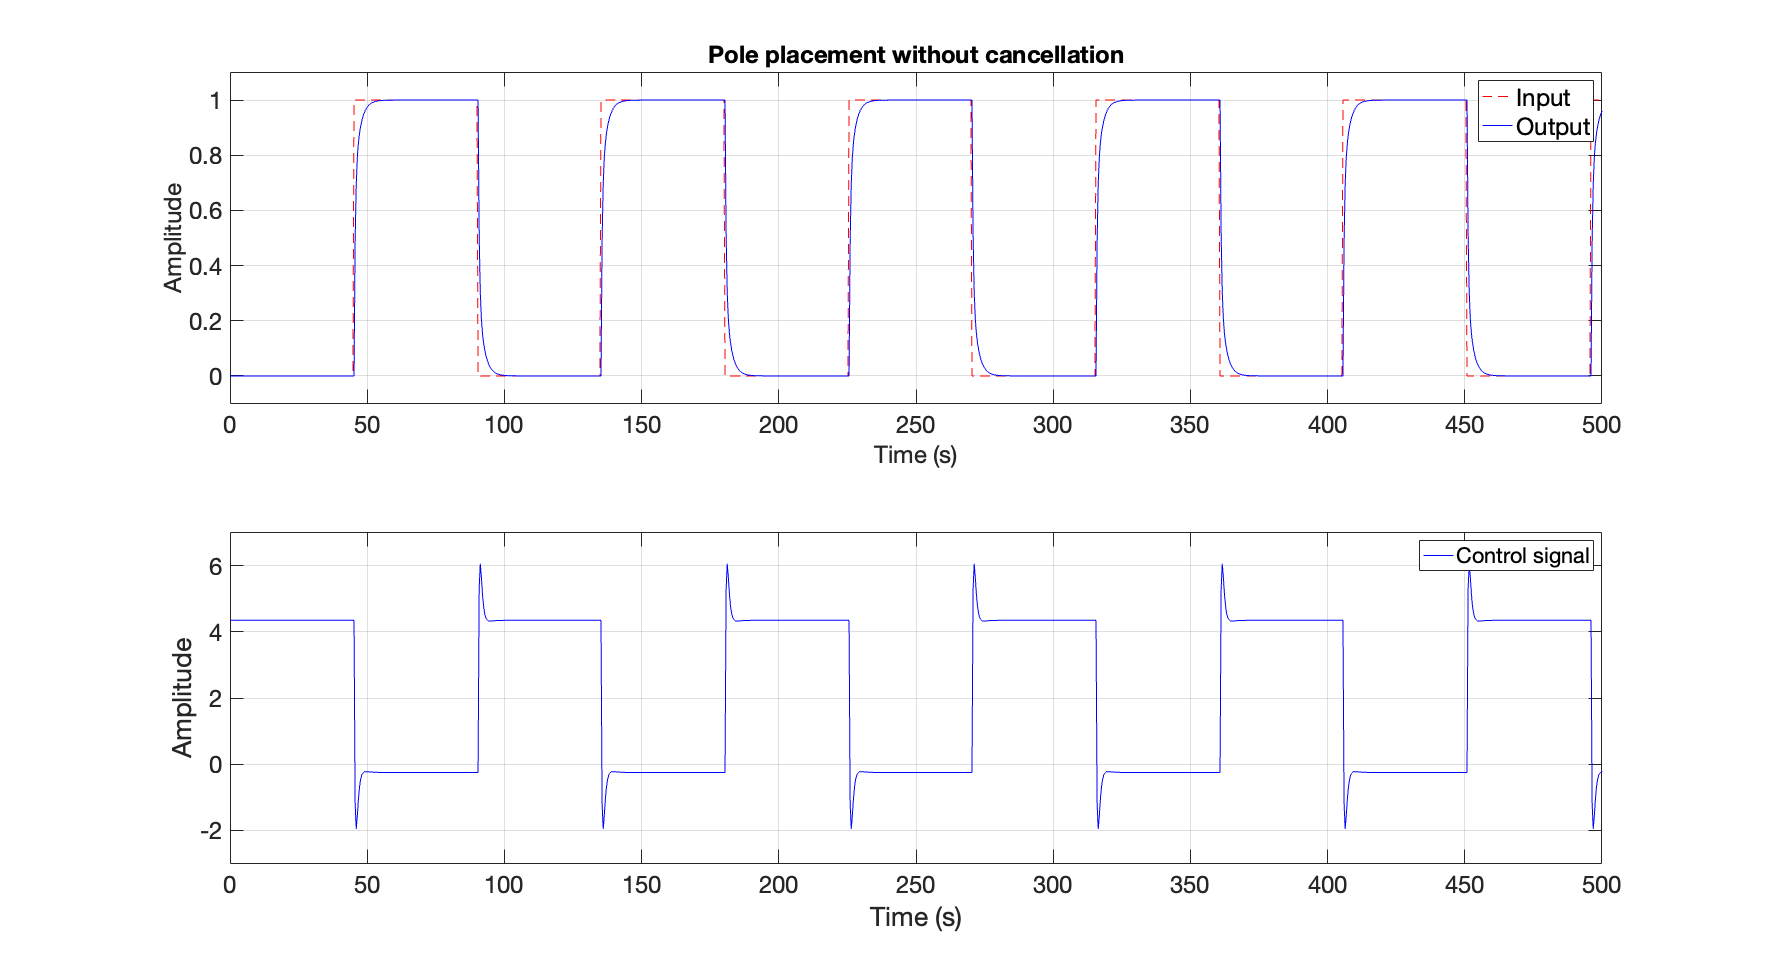 Pole placement without cancellation
1
0.8
0.6
0.4
0.2
0
Amplitude
Input
Output
0 50 100 150 200 250 300 350 400 450 500
Time (s)
6
4
2
0
-2
Amplitude
Control signal
0 50 100 150 200 250 300 350 400 450 500
Time (s)